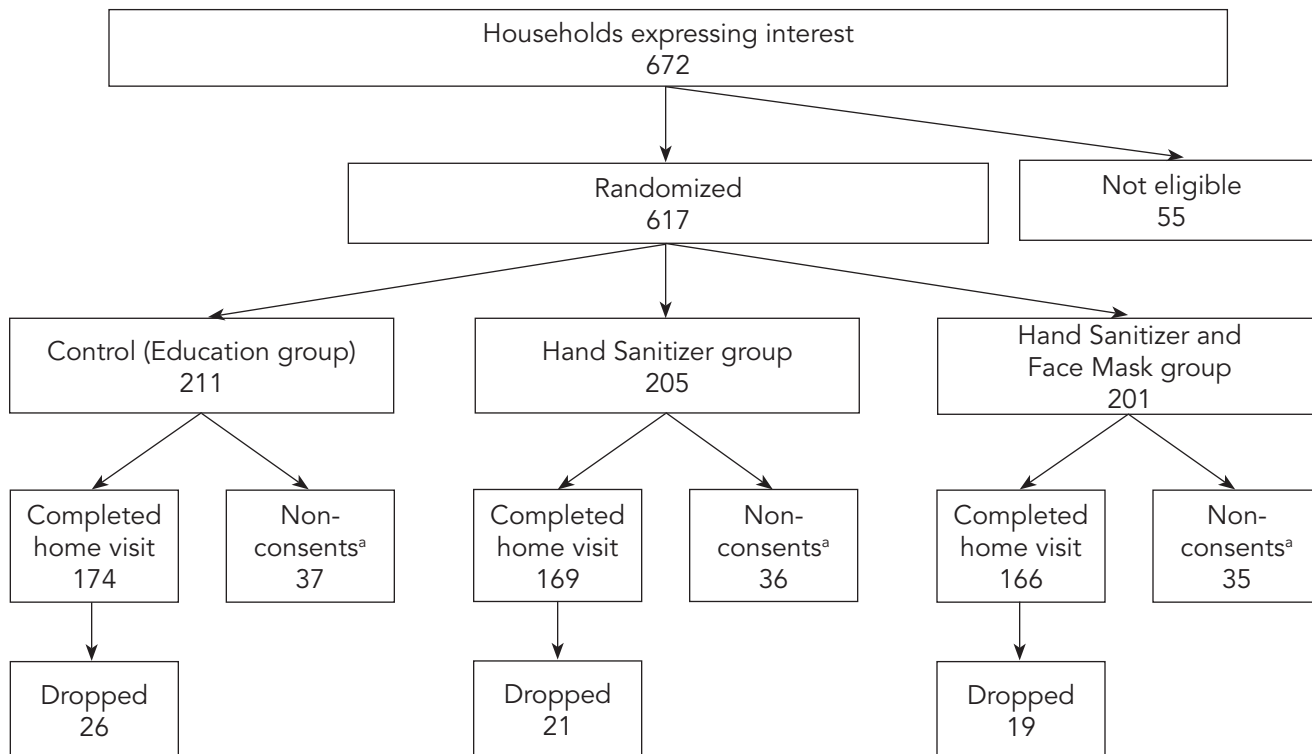 Households expressing interest
672
Randomized
617
Not eligible
55
Control (Education group)
211
Hand Sanitizer group
205
Hand Sanitizer and
Face Mask group
201
Completed
home visit
174
Non-
consentsᵃ
37
Completed
home visit
169
Non-
consentsᵃ
36
Completed
home visit
166
Non-
consentsᵃ
35
Dropped
26
Dropped
21
Dropped
19